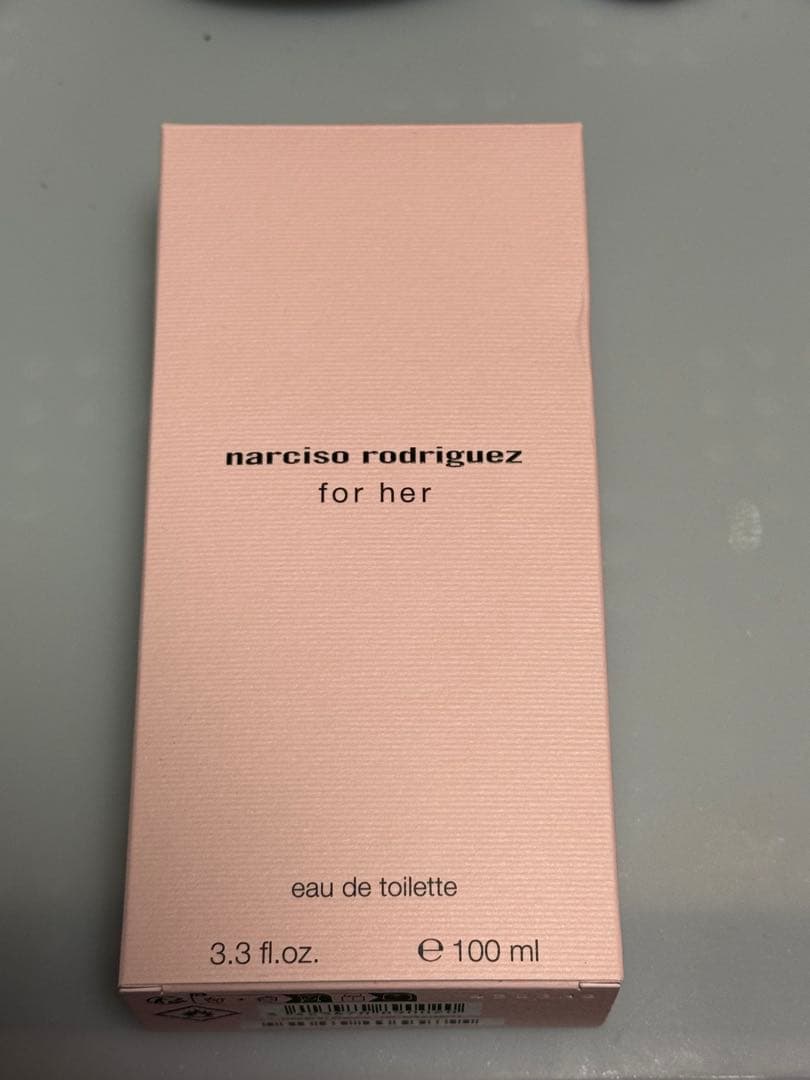 narciso rodriguez
for her
eau de toilette
3.3 fl.oz. ℮ 100 ml